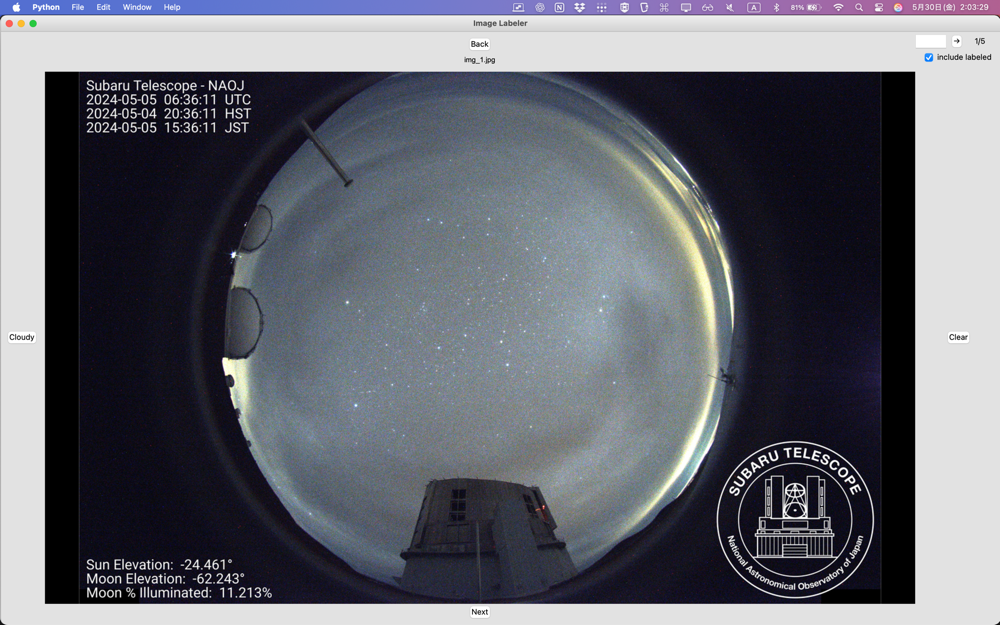 Python File Edit Window Help
A 81% 5月30日(金) 2:03:29
Image Labeler
Back
1/5
img_1.jpg
include labeled
Subaru Telescope - NAOJ
2024-05-05 06:36:11 UTC
2024-05-04 20:36:11 HST
2024-05-05 15:36:11 JST
Cloudy
Clear
SUBARU TELESCOPE
National Astronomical Observatory of Japan
Sun Elevation: -24.461°
Moon Elevation: -62.243°
Moon % Illuminated: 11.213%
Next